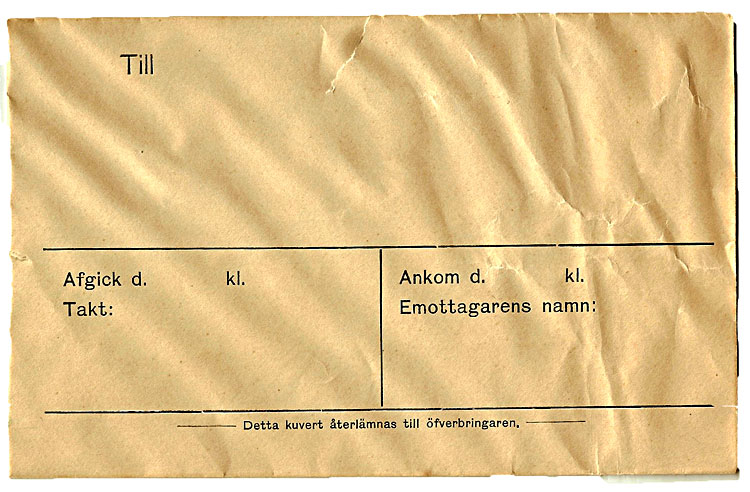 Till
Afgick d. kl.
Takt:
Ankom d. kl.
Emottagarens namn:
Detta kuvert återlämnas till öfverbringaren.